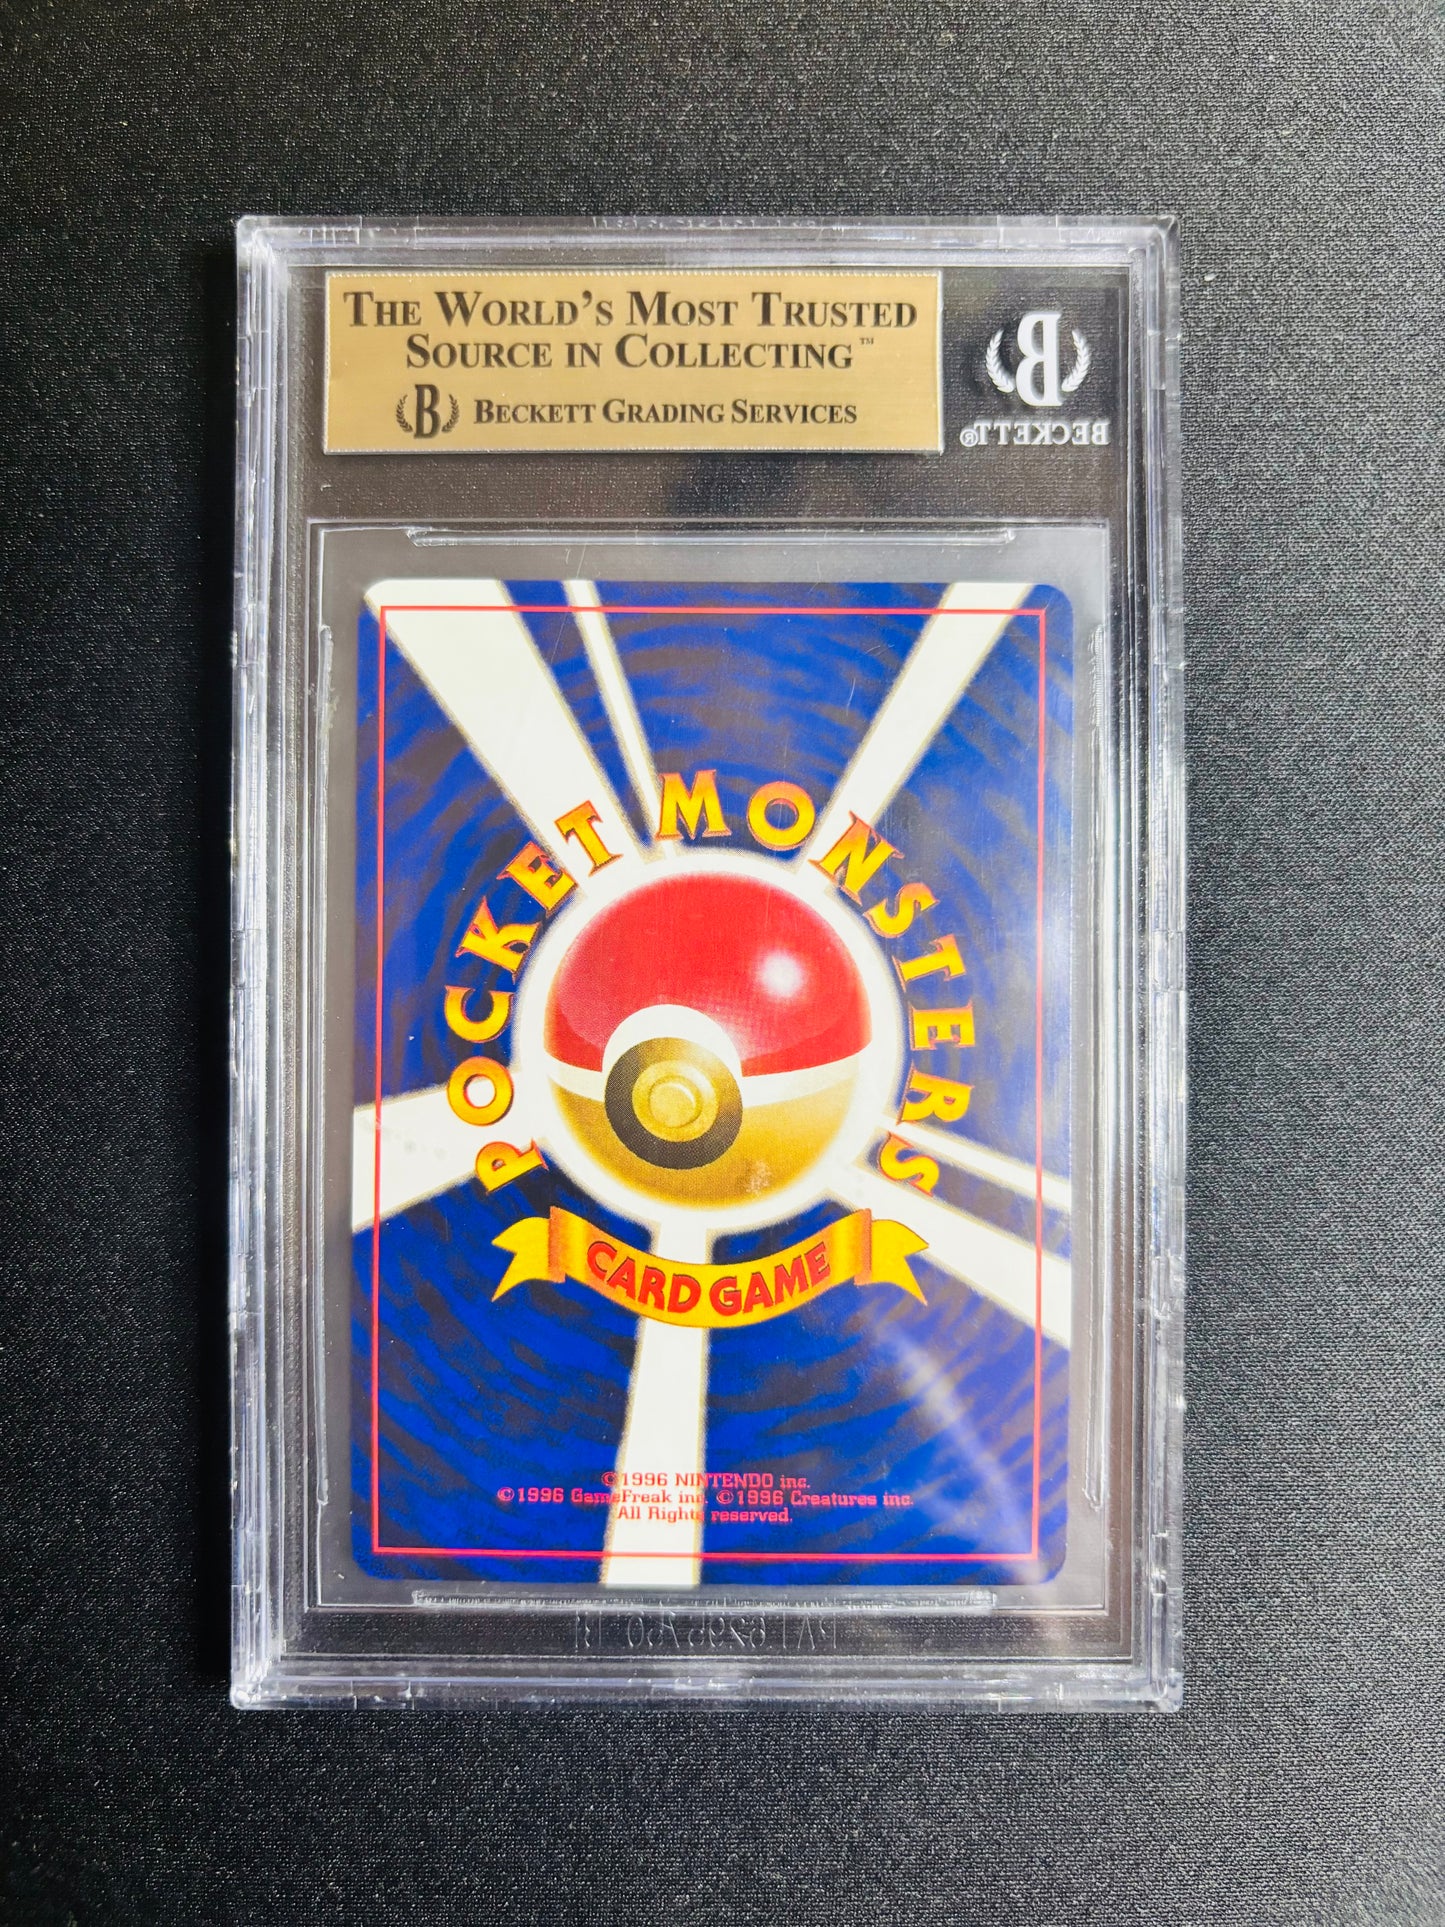 THE WORLD'S MOST TRUSTED
SOURCE IN COLLECTING™
B BECKETT GRADING SERVICES
B
BECKETT®
POCKET MONSTERS
CARD GAME
©1996 NINTENDO inc.
©1996 GameFreak inc. ©1996 Creatures inc.
All Rights reserved.